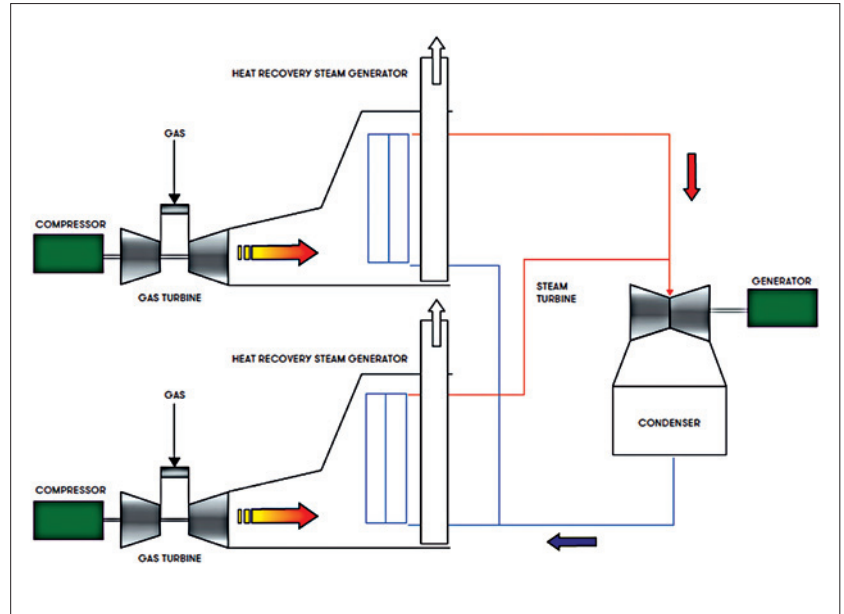 HEAT RECOVERY STEAM GENERATOR
GAS
COMPRESSOR
GAS TURBINE
STEAM
TURBINE
GENERATOR
HEAT RECOVERY STEAM GENERATOR
GAS
CONDENSER
COMPRESSOR
GAS TURBINE